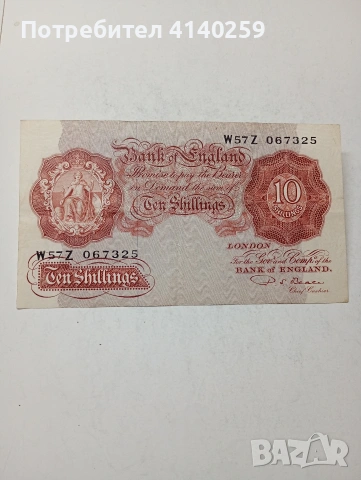 Потребител 4140259
W57Z 067325
Bank of England
Promise to pay the Bearer
on Demand the sum of
Ten Shillings
10
SHILLINGS
LONDON
For the Govr and Compa of the
BANK OF ENGLAND.
W57Z 067325
Ten Shillings
P S Beale
Chief Cashier
BAZAR
bg